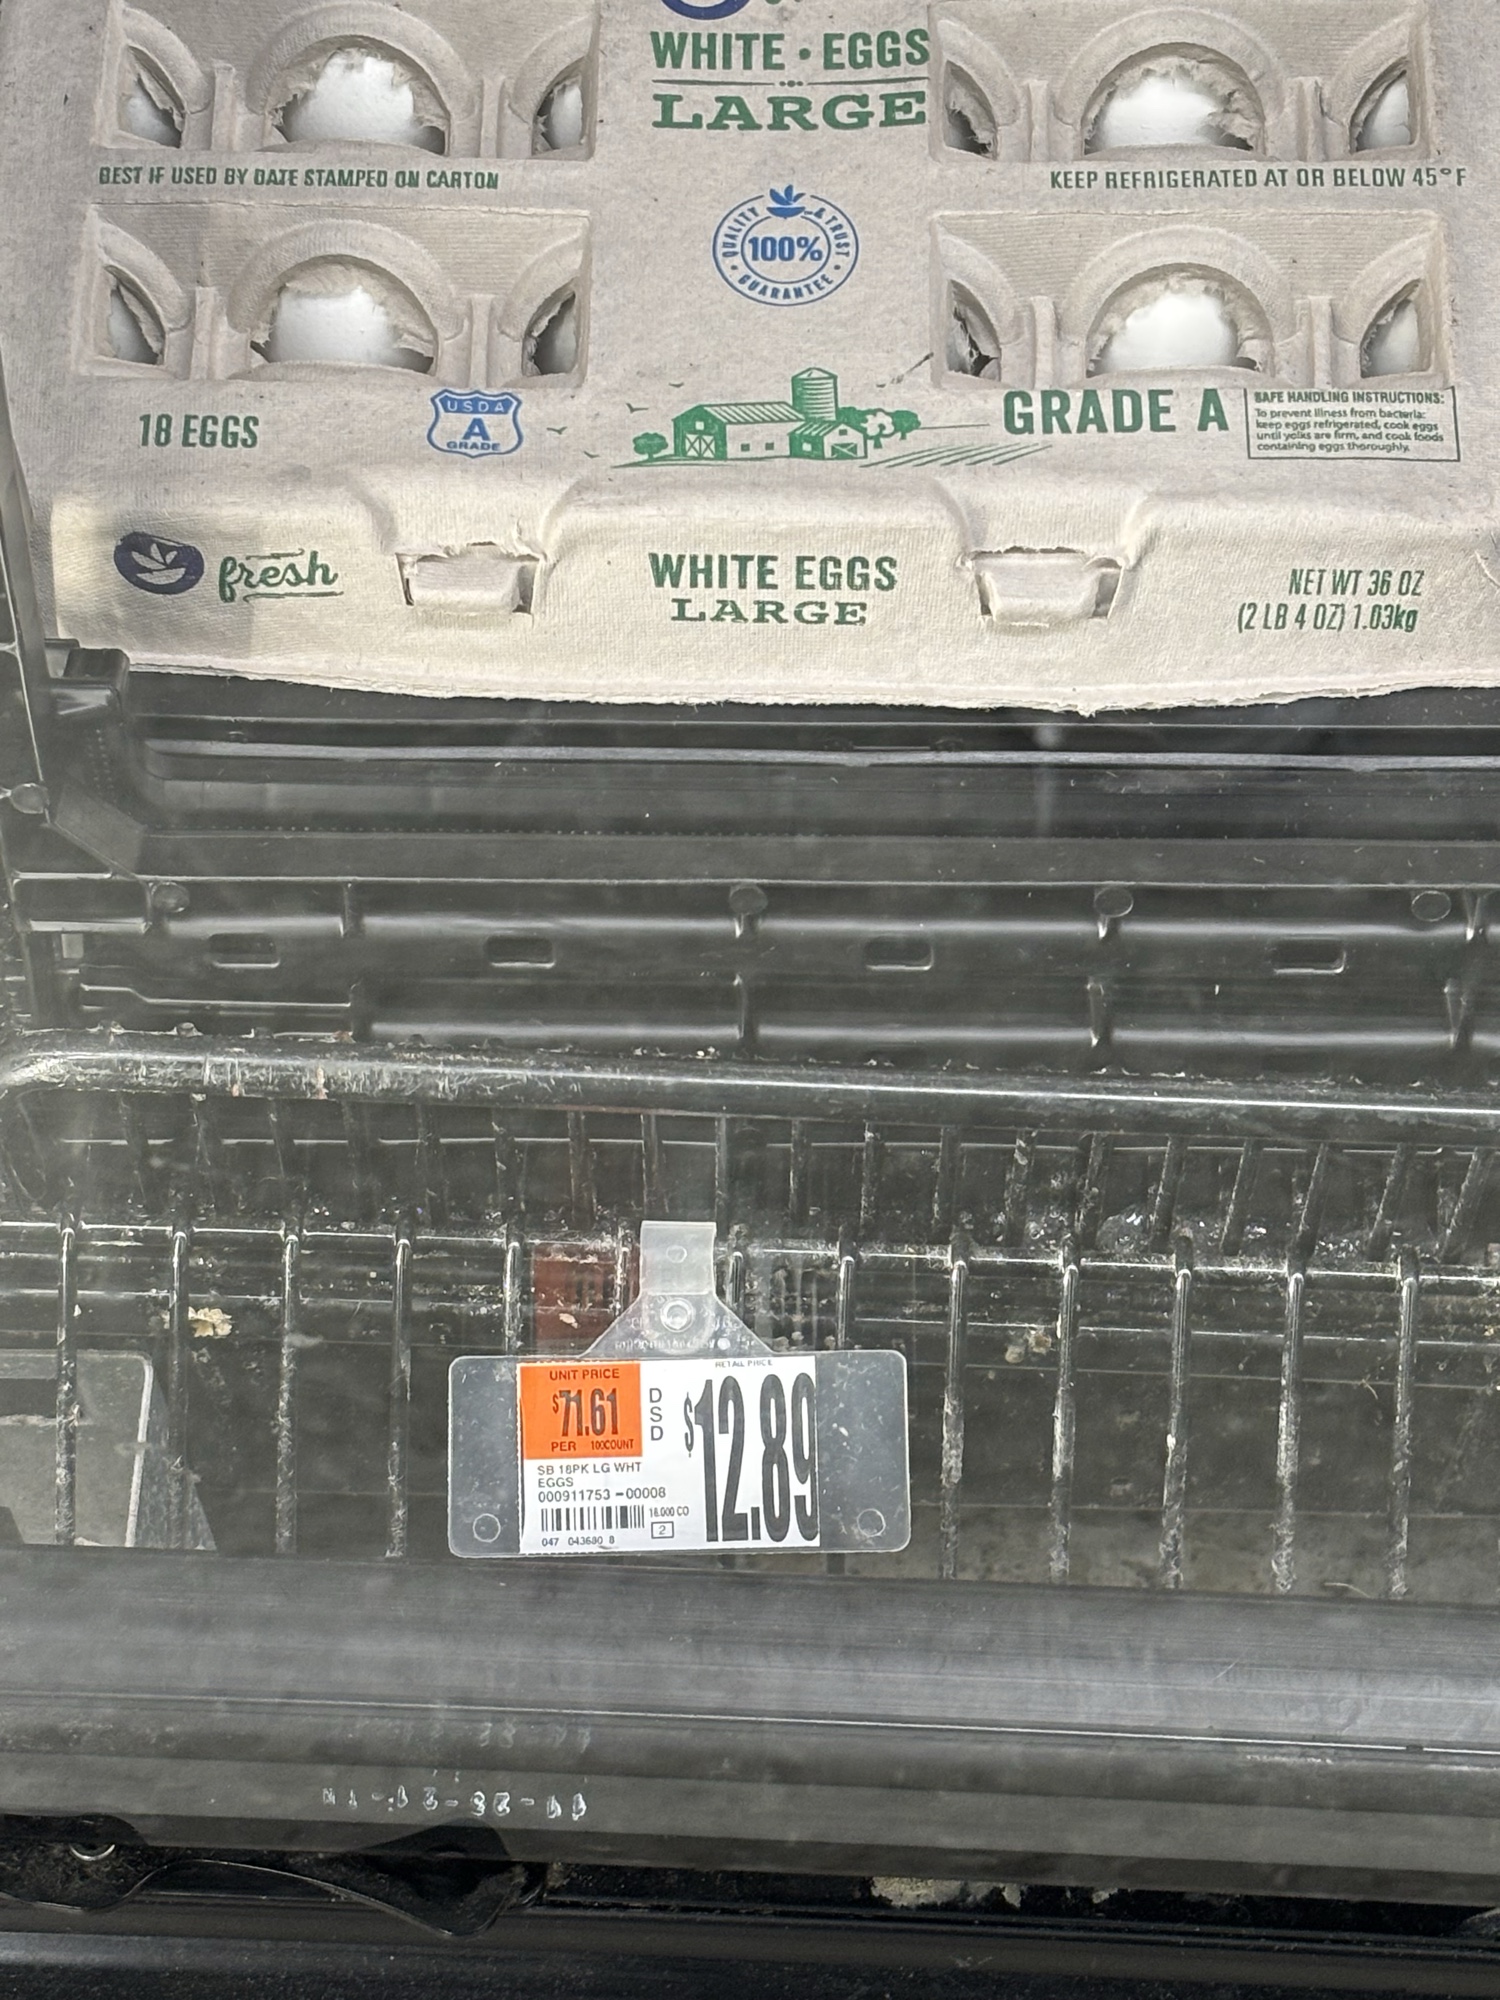 WHITE • EGGS
LARGE
BEST IF USED BY DATE STAMPED ON CARTON
KEEP REFRIGERATED AT OR BELOW 45°F
QUALITY & TRUST
100%
GUARANTEE
18 EGGS
USDA
A
GRADE
GRADE A
SAFE HANDLING INSTRUCTIONS:
To prevent illness from bacteria:
keep eggs refrigerated, cook eggs
until yolks are firm, and cook foods
containing eggs thoroughly.
fresh
WHITE EGGS
LARGE
NET WT 36 OZ
(2 LB 4 OZ) 1.03kg
UNIT PRICE
$71.61
PER 100COUNT
DSD
RETAIL PRICE
$12.89
SB 18PK LG WHT
EGGS
000911753-00008
18.000 CO
2
047 043680 8